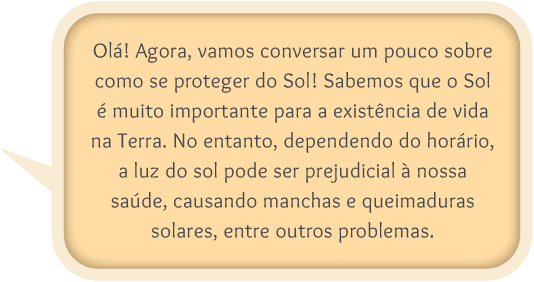 Olá! Agora, vamos conversar um pouco sobre
como se proteger do Sol! Sabemos que o Sol
é muito importante para a existência de vida
na Terra. No entanto, dependendo do horário,
a luz do sol pode ser prejudicial à nossa
saúde, causando manchas e queimaduras
solares, entre outros problemas.